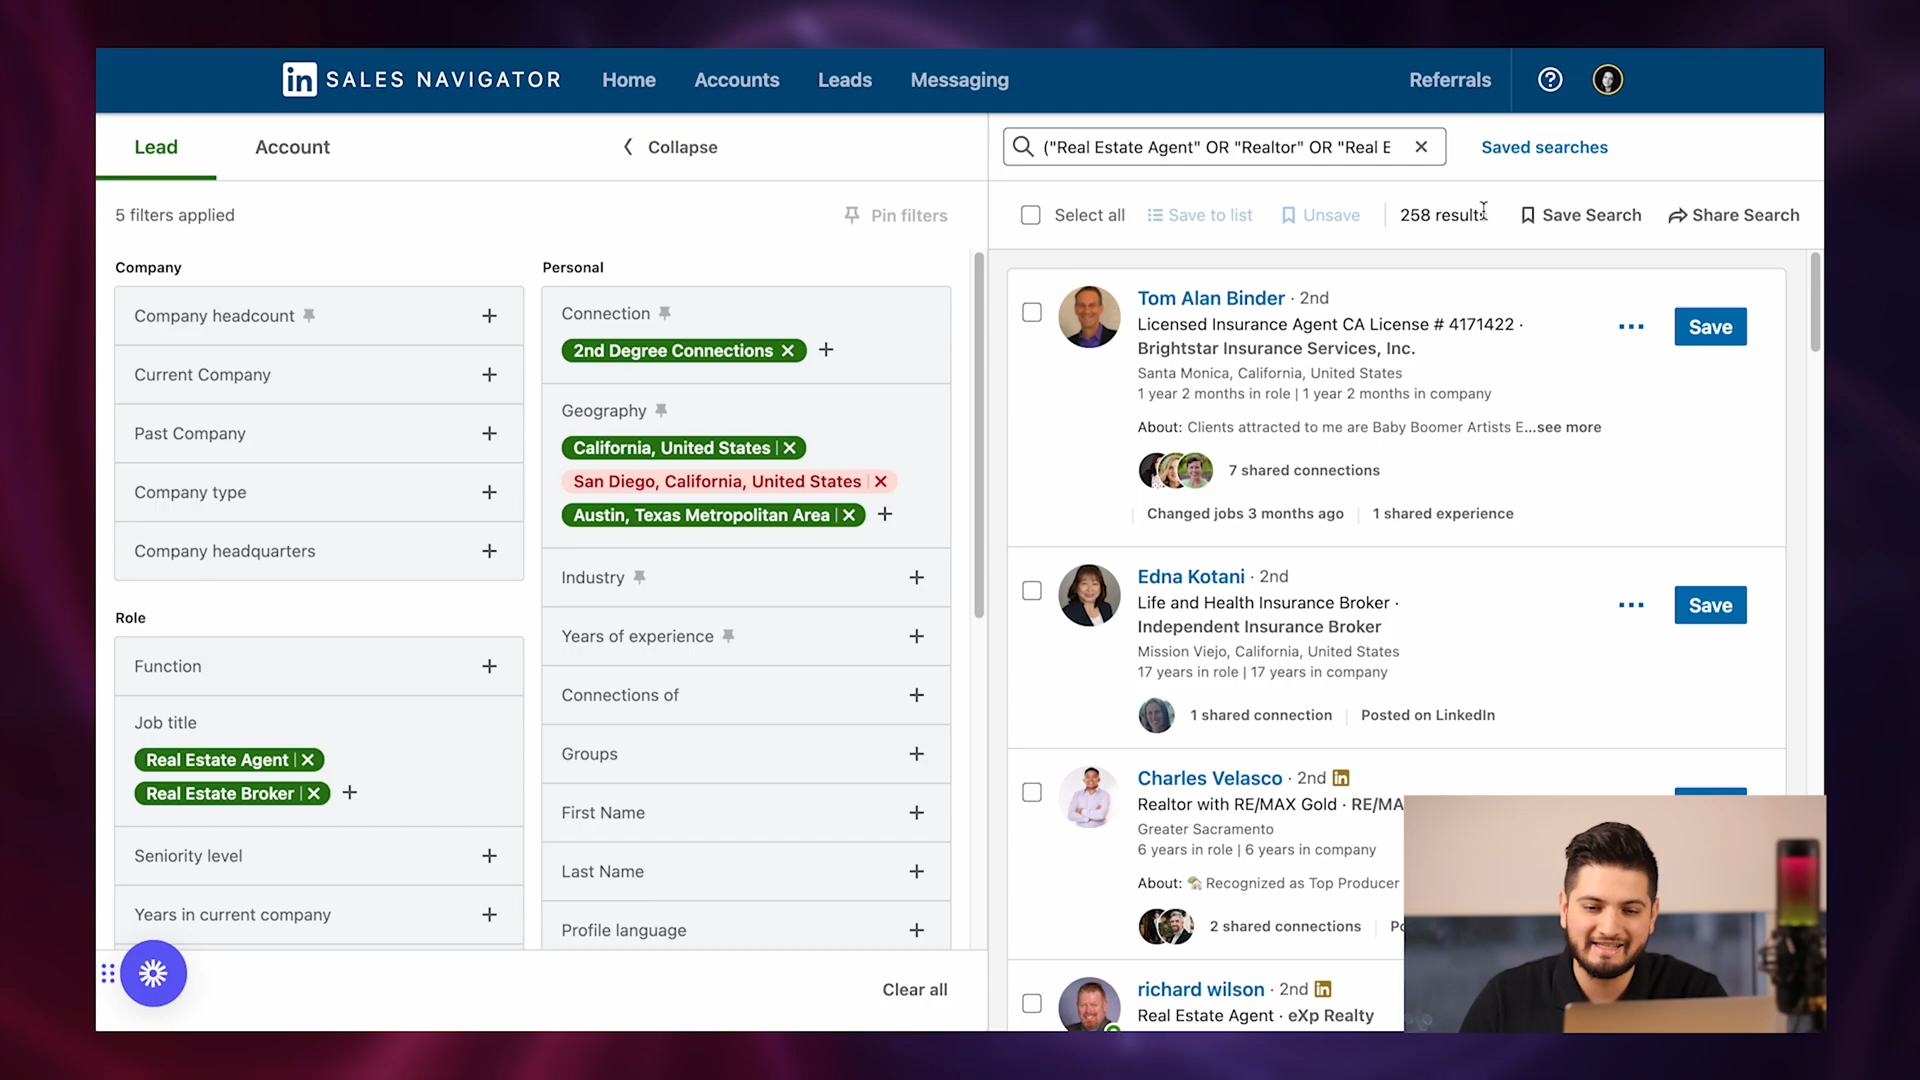 in SALES NAVIGATOR
Home
Accounts
Leads
Messaging
Referrals
Lead
Account
Collapse
("Real Estate Agent" OR "Realtor" OR "Real E
Saved searches
5 filters applied
Pin filters
Select all
Save to list
Unsave
258 results
Save Search
Share Search
Company
Company headcount
Current Company
Past Company
Company type
Company headquarters
Role
Function
Job title
Real Estate Agent
Real Estate Broker
Seniority level
Years in current company
Personal
Connection
2nd Degree Connections
Geography
California, United States
San Diego, California, United States
Austin, Texas Metropolitan Area
Industry
Years of experience
Connections of
Groups
First Name
Last Name
Profile language
Clear all
Tom Alan Binder · 2nd
Licensed Insurance Agent CA License # 4171422 ·
Brightstar Insurance Services, Inc.
Santa Monica, California, United States
1 year 2 months in role | 1 year 2 months in company
About: Clients attracted to me are Baby Boomer Artists E...see more
7 shared connections
Changed jobs 3 months ago
1 shared experience
Save
Edna Kotani · 2nd
Life and Health Insurance Broker ·
Independent Insurance Broker
Mission Viejo, California, United States
17 years in role | 17 years in company
1 shared connection
Posted on LinkedIn
Save
Charles Velasco · 2nd in
Realtor with RE/MAX Gold · RE/MA
Greater Sacramento
6 years in role | 6 years in company
About: 🏡 Recognized as Top Producer
2 shared connections
Po
richard wilson · 2nd in
Real Estate Agent · eXp Realty